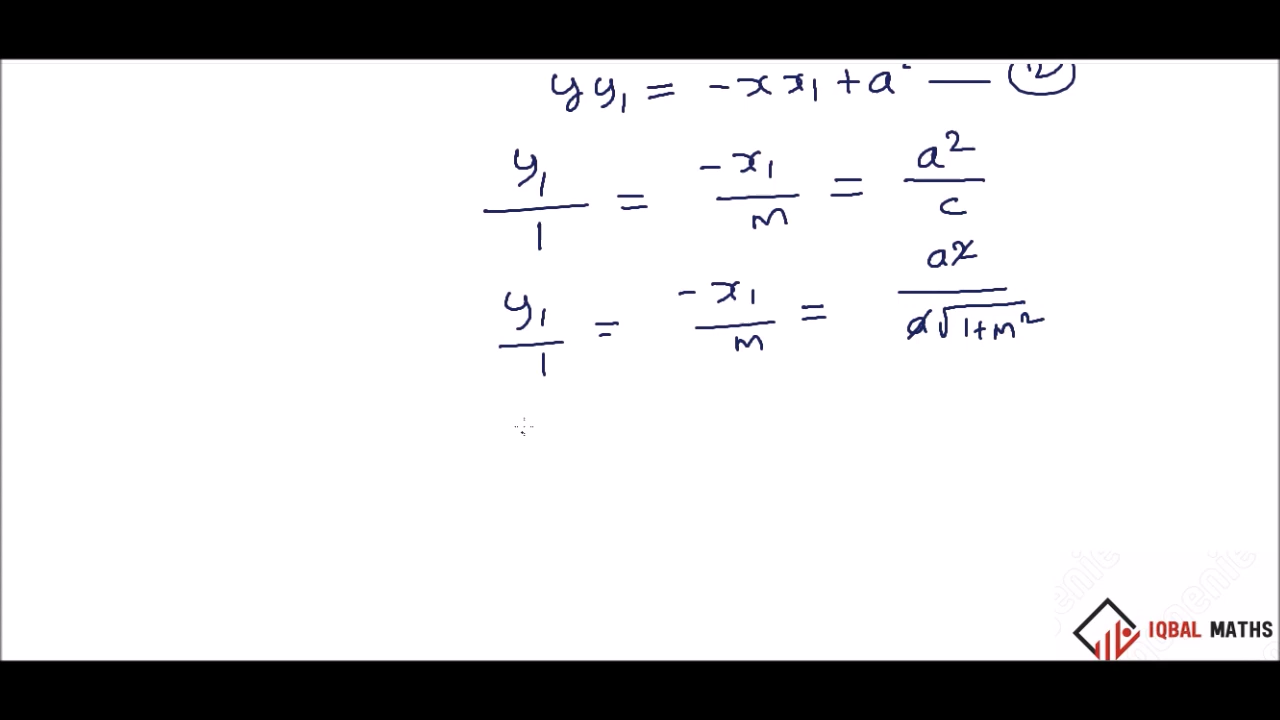 yy₁ = -xx₁ + a² — ②
y₁/1 = -x₁/m = a²/c
y₁/1 = -x₁/m = a2/a√1+m²
IQBAL MATHS